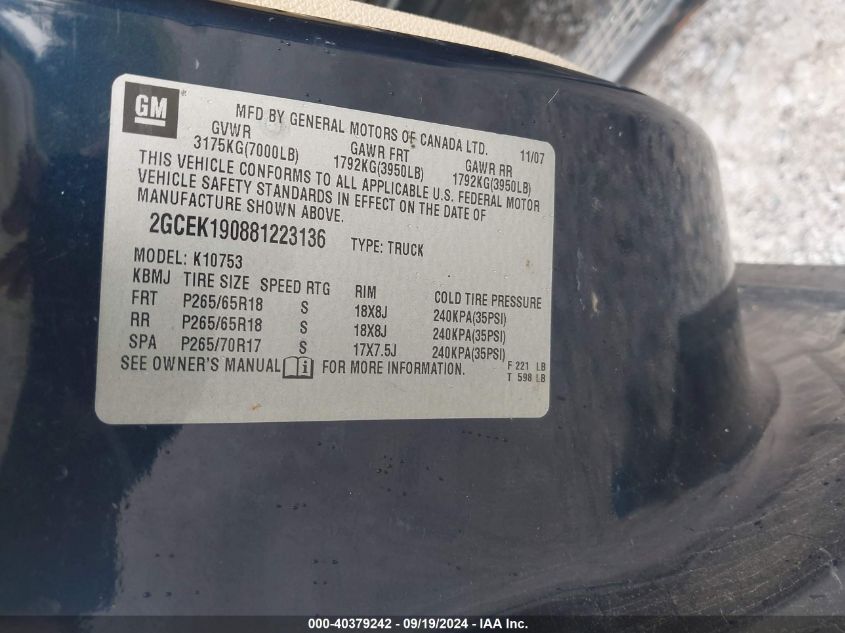 GM
MFD BY GENERAL MOTORS OF CANADA LTD.
GVWR GAWR FRT GAWR RR 11/07
3175KG(7000LB) 1792KG(3950LB) 1792KG(3950LB)
THIS VEHICLE CONFORMS TO ALL APPLICABLE U.S. FEDERAL MOTOR
VEHICLE SAFETY STANDARDS IN EFFECT ON THE DATE OF
MANUFACTURE SHOWN ABOVE.
2GCEK190881223136 TYPE: TRUCK
MODEL: K10753
KBMJ TIRE SIZE SPEED RTG RIM COLD TIRE PRESSURE
FRT P265/65R18 S 18X8J 240KPA(35PSI)
RR P265/65R18 S 18X8J 240KPA(35PSI)
SPA P265/70R17 S 17X7.5J 240KPA(35PSI)
SEE OWNER'S MANUAL i FOR MORE INFORMATION.
F 221 LB
T 598 LB
000-40379242 - 09/19/2024 - IAA Inc.